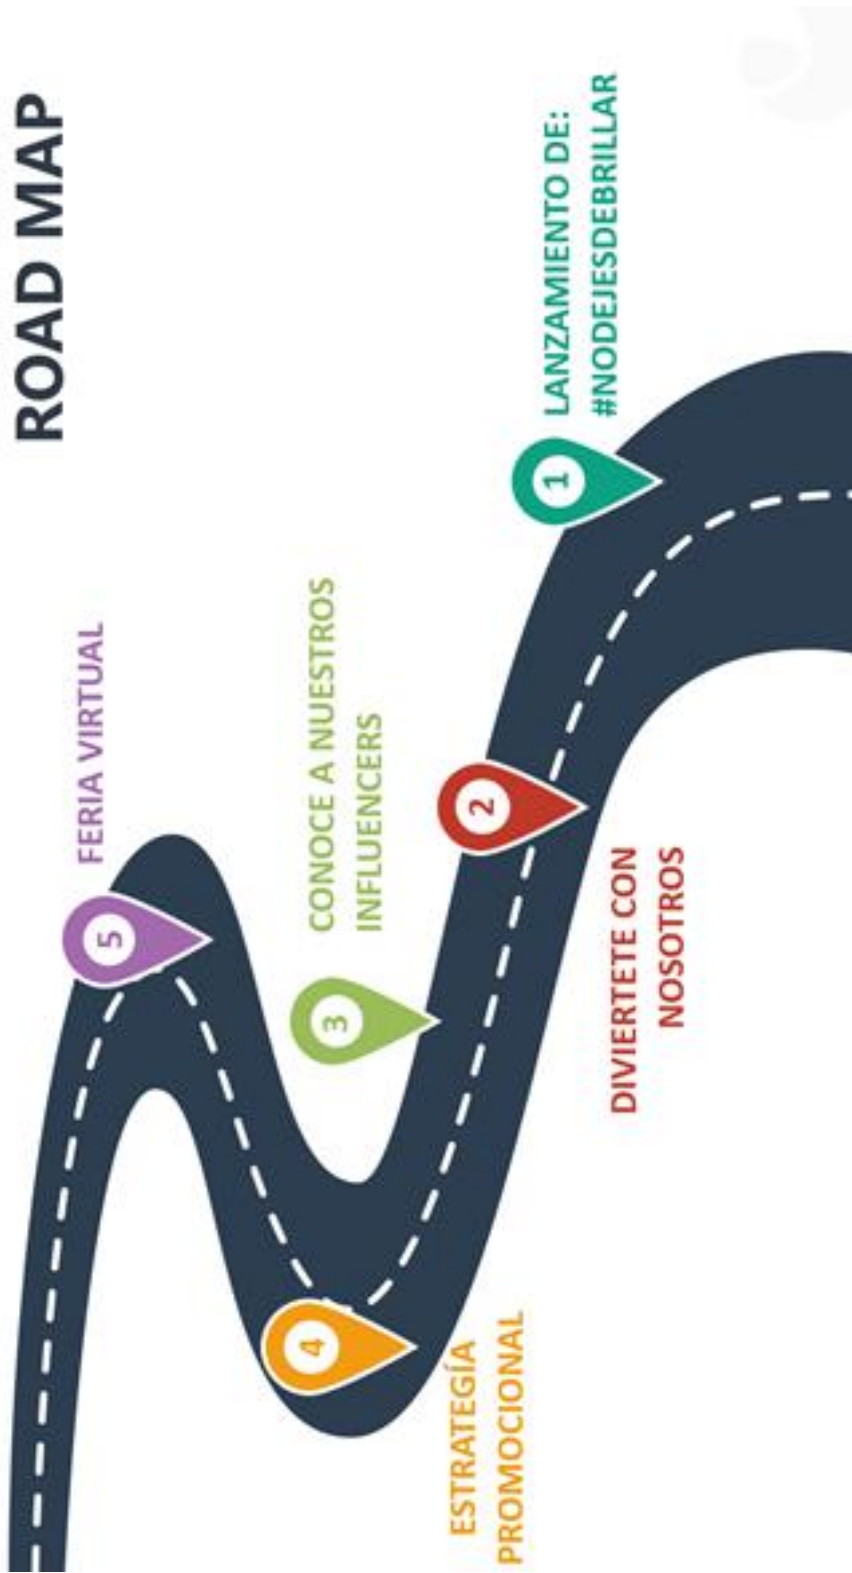 ROAD MAP
1
LANZAMIENTO DE:
#NODEJESDEBRILLAR
2
DIVIERTETE CON
NOSOTROS
3
CONOCE A NUESTROS
INFLUENCERS
4
ESTRATEGÍA
PROMOCIONAL
5
FERIA VIRTUAL